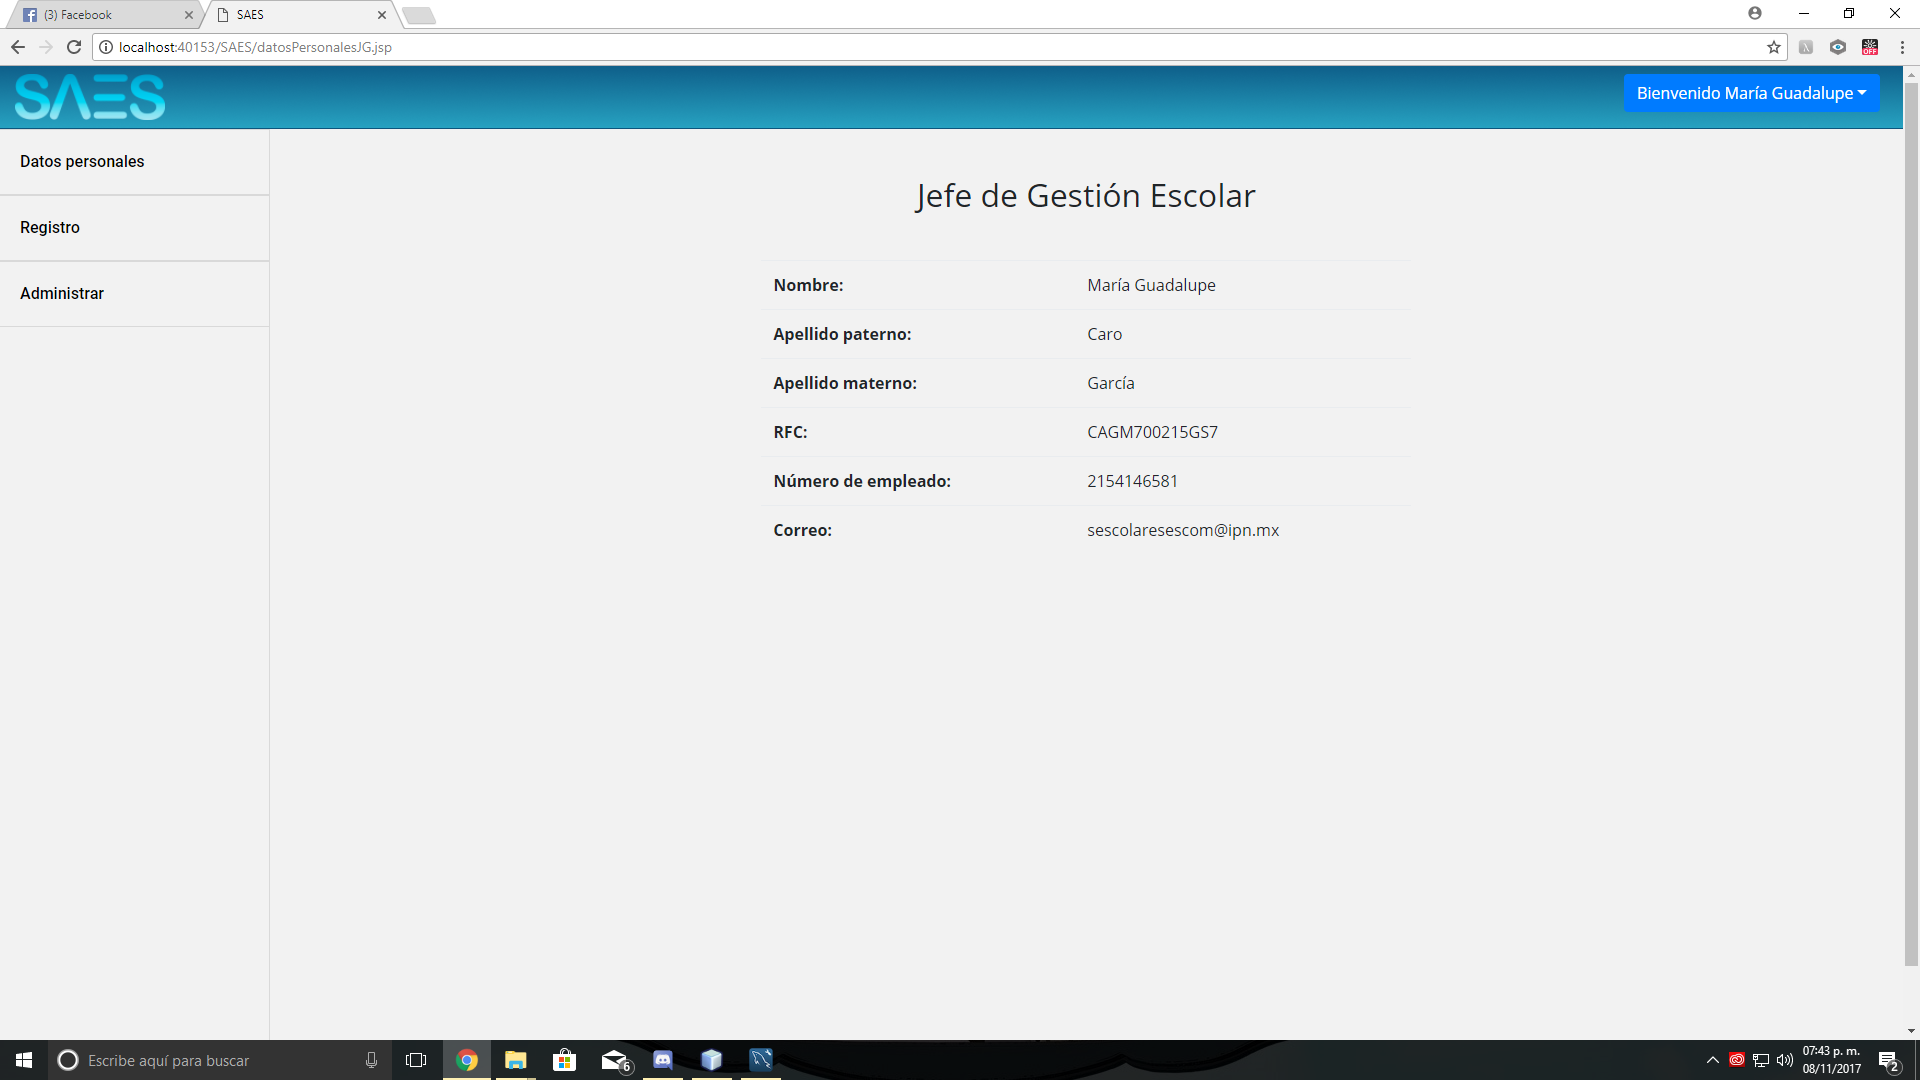 (3) Facebook
SAES
localhost:40153/SAES/datosPersonalesJG.jsp
OFF
SAES
Bienvenido María Guadalupe
Datos personales
Registro
Administrar
Jefe de Gestión Escolar
Nombre: María Guadalupe
Apellido paterno: Caro
Apellido materno: García
RFC: CAGM700215GS7
Número de empleado: 2154146581
Correo: sescolaresescom@ipn.mx
Escribe aquí para buscar
6
07:43 p. m.
08/11/2017
2